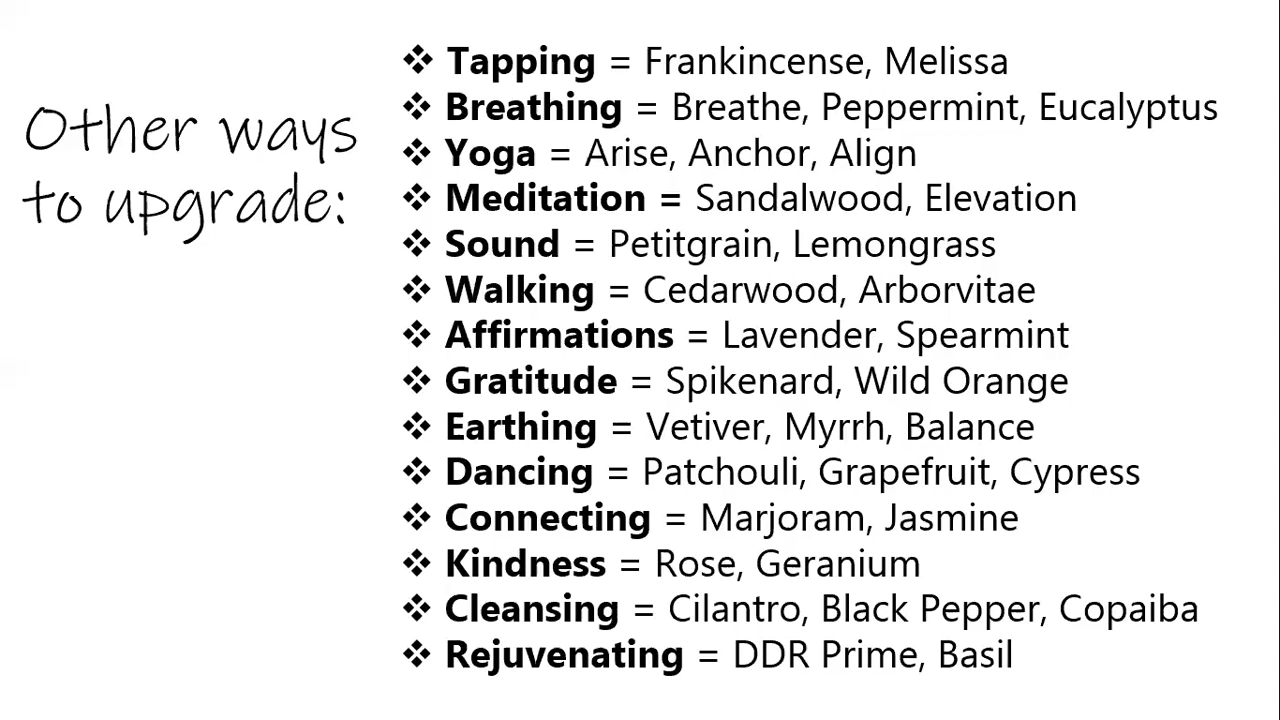 Other ways
to upgrade:
❖ Tapping = Frankincense, Melissa
❖ Breathing = Breathe, Peppermint, Eucalyptus
❖ Yoga = Arise, Anchor, Align
❖ Meditation = Sandalwood, Elevation
❖ Sound = Petitgrain, Lemongrass
❖ Walking = Cedarwood, Arborvitae
❖ Affirmations = Lavender, Spearmint
❖ Gratitude = Spikenard, Wild Orange
❖ Earthing = Vetiver, Myrrh, Balance
❖ Dancing = Patchouli, Grapefruit, Cypress
❖ Connecting = Marjoram, Jasmine
❖ Kindness = Rose, Geranium
❖ Cleansing = Cilantro, Black Pepper, Copaiba
❖ Rejuvenating = DDR Prime, Basil